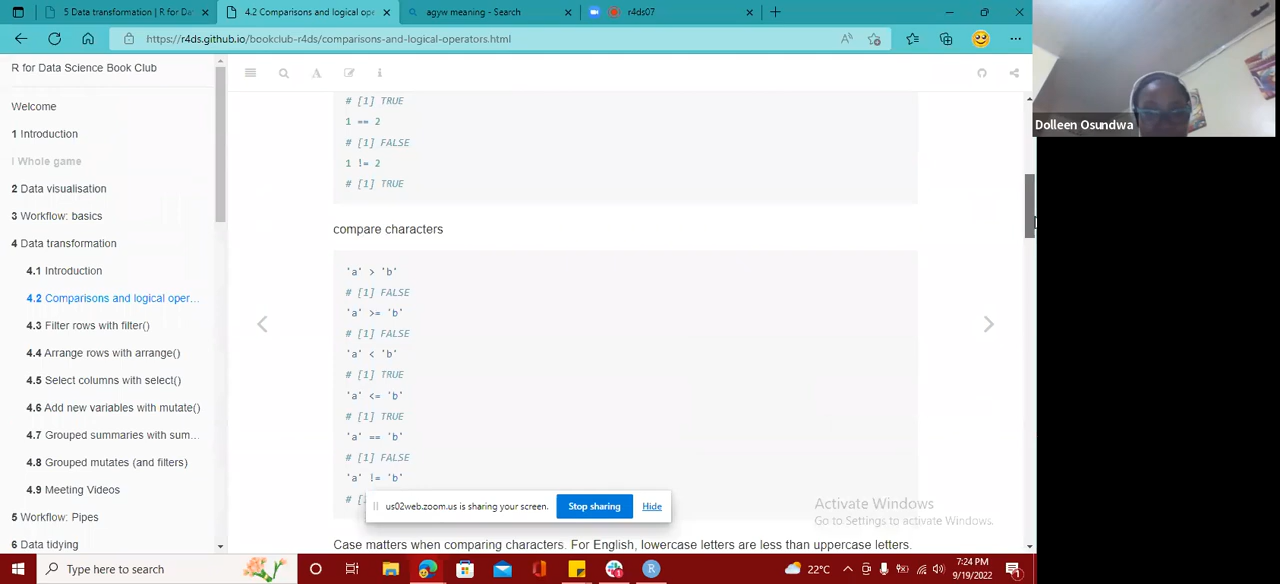 5 Data transformation | R for Da
4.2 Comparisons and logical ope
agyw meaning - Search
r4ds07
https://r4ds.github.io/bookclub-r4ds/comparisons-and-logical-operators.html
R for Data Science Book Club
Welcome
1 Introduction
I Whole game
2 Data visualisation
3 Workflow: basics
4 Data transformation
4.1 Introduction
4.2 Comparisons and logical oper...
4.3 Filter rows with filter()
4.4 Arrange rows with arrange()
4.5 Select columns with select()
4.6 Add new variables with mutate()
4.7 Grouped summaries with sum...
4.8 Grouped mutates (and filters)
4.9 Meeting Videos
5 Workflow: Pipes
6 Data tidying
# [1] TRUE
1 == 2
# [1] FALSE
1 != 2
# [1] TRUE
compare characters
'a' > 'b'
# [1] FALSE
'a' >= 'b'
# [1] FALSE
'a' < 'b'
# [1] TRUE
'a' <= 'b'
# [1] TRUE
'a' == 'b'
# [1] FALSE
'a' != 'b'
# [
us02web.zoom.us is sharing your screen.
Stop sharing
Hide
Case matters when comparing characters. For English, lowercase letters are less than uppercase letters.
Activate Windows
Go to Settings to activate Windows.
Dolleen Osundwa
Type here to search
22°C
7:24 PM
9/19/2022